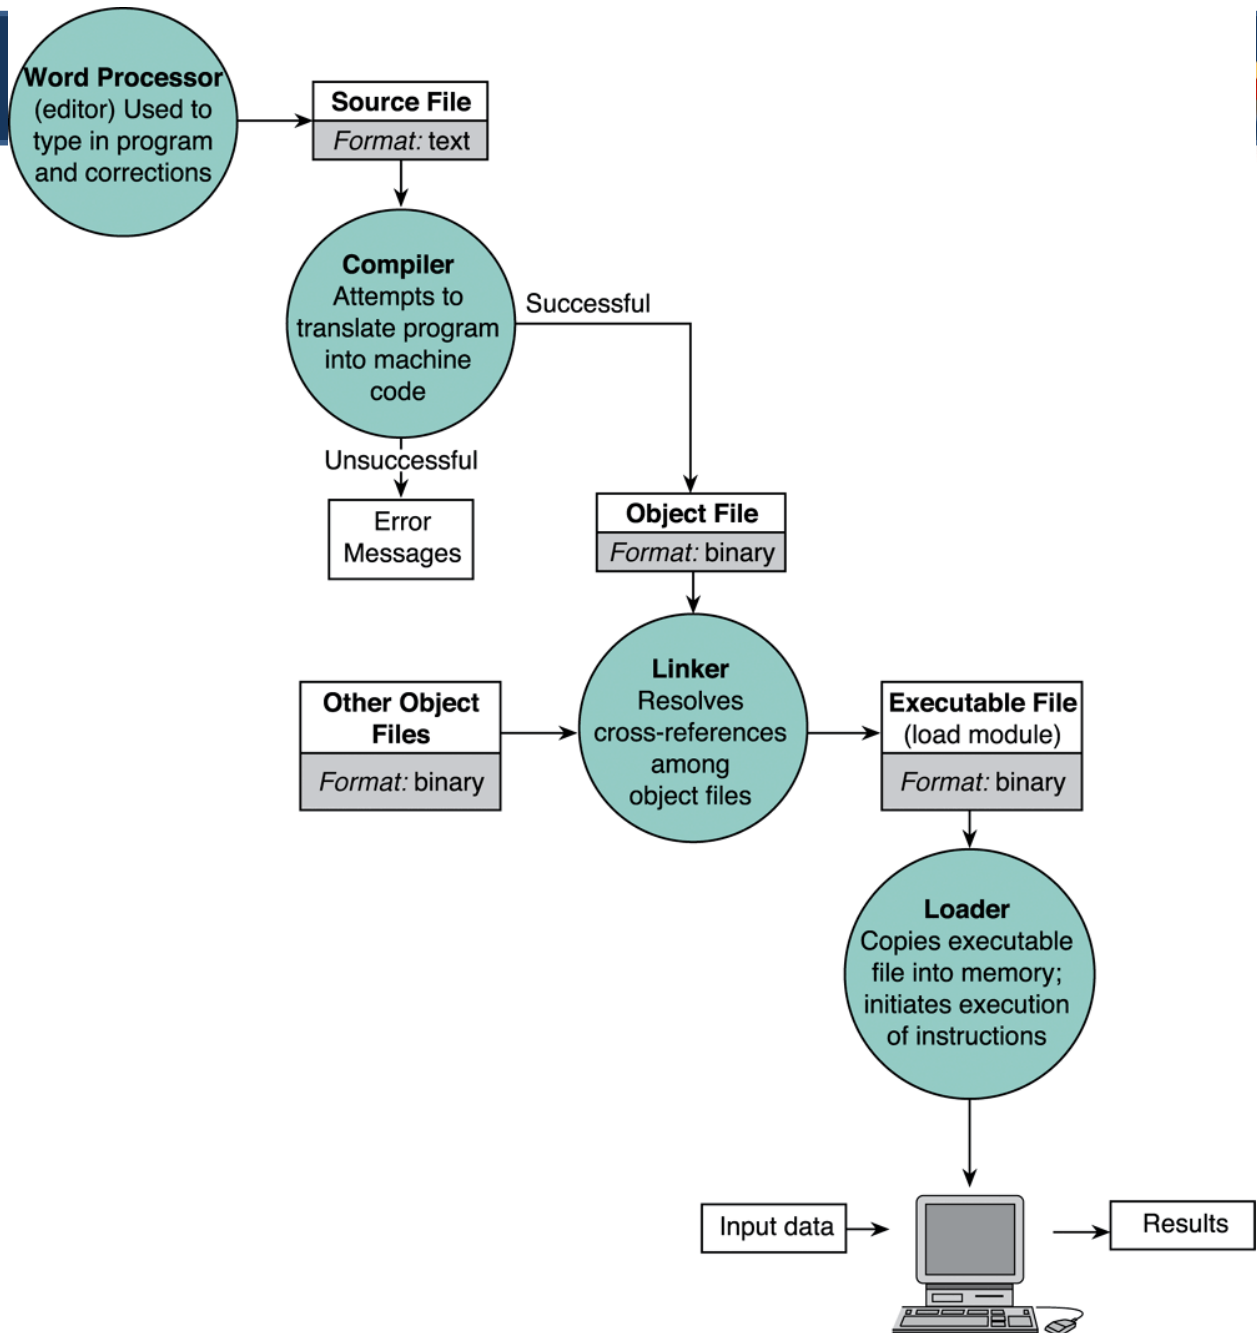 Word Processor
(editor) Used to
type in program
and corrections
Source File
Format: text
Compiler
Attempts to
translate program
into machine
code
Successful
Unsuccessful
Error
Messages
Object File
Format: binary
Linker
Resolves
cross-references
among
object files
Other Object
Files
Format: binary
Executable File
(load module)
Format: binary
Loader
Copies executable
file into memory;
initiates execution
of instructions
Input data
Results